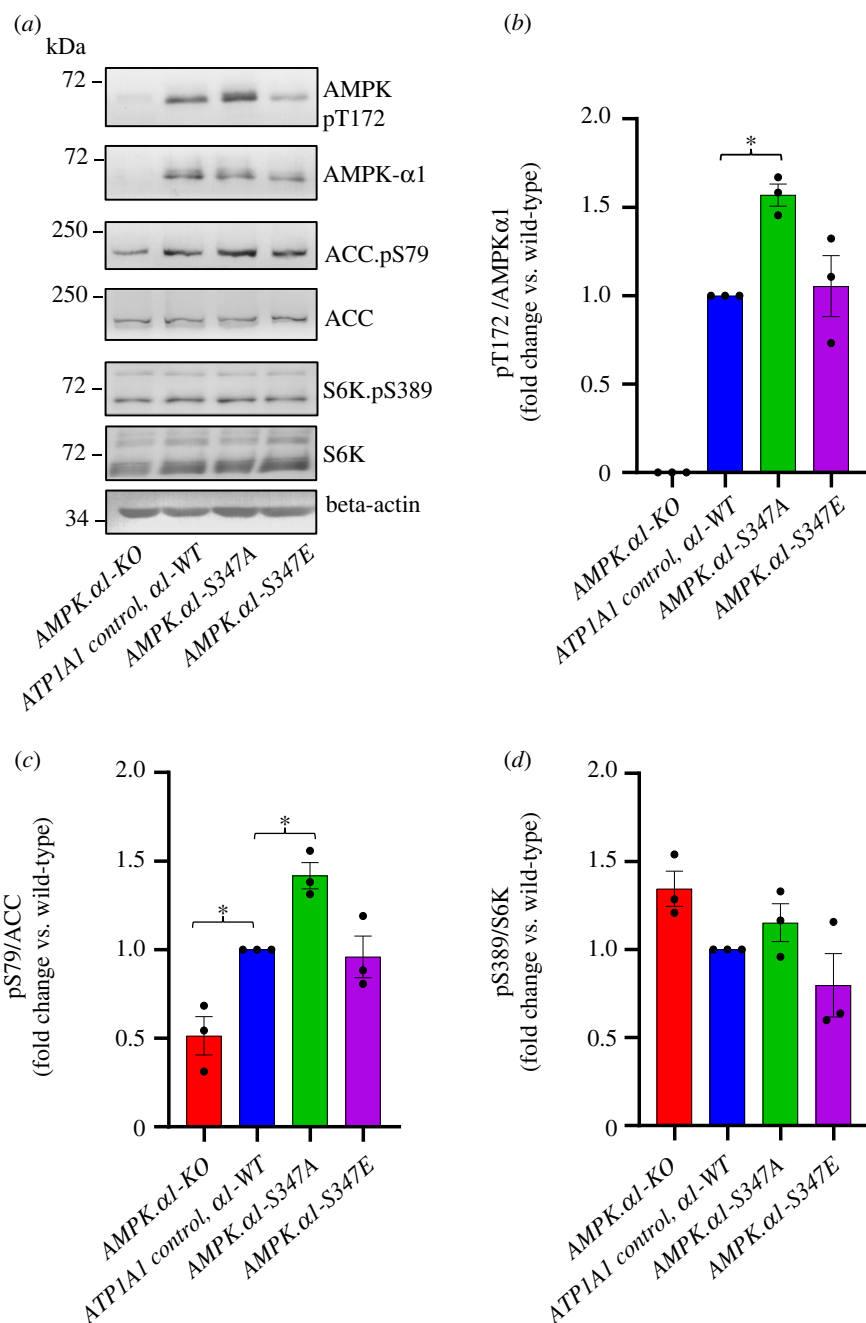 (a)
kDa
72
AMPK
pT172
72
AMPK-α1
250
ACC.pS79
250
ACC
72
S6K.pS389
72
S6K
34
beta-actin
AMPK.α1-KO
ATP1A1 control, α1-WT
AMPK.α1-S347A
AMPK.α1-S347E
(b)
pT172 /AMPKα1
(fold change vs. wild-type)
2.0
1.5
1.0
0.5
0
*
AMPK.α1-KO
ATP1A1 control, α1-WT
AMPK.α1-S347A
AMPK.α1-S347E
(c)
pS79/ACC
(fold change vs. wild-type)
2.0
1.5
1.0
0.5
0
*
*
AMPK.α1-KO
ATP1A1 control, α1-WT
AMPK.α1-S347A
AMPK.α1-S347E
(d)
pS389/S6K
(fold change vs. wild-type)
2.0
1.5
1.0
0.5
0
AMPK.α1-KO
ATP1A1 control, α1-WT
AMPK.α1-S347A
AMPK.α1-S347E